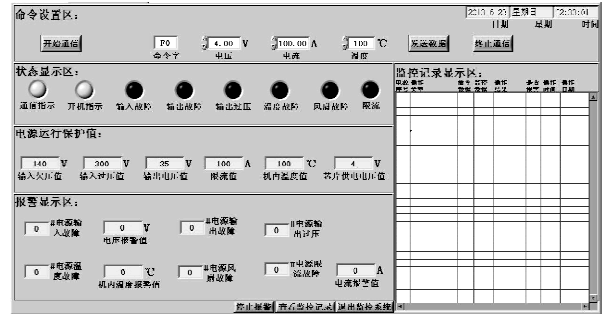 命令设置区：
2013 6 23 星期日 22:33:01
日期 星期 时间
开始通信 F0 4.00 V 100.00 A 100 ℃ 发送数据 终止通信
命令字 电压 电流 温度
状态显示区：
通信指示 开机指示 输入故障 输出故障 输出过压 温度故障 风扇故障 限流
监控记录显示区：
电源运行保护值：
140 V 300 V 25 V 100 A 100 ℃ 4 V
输入欠压值 输入过压值 输出电压值 限流值 机内温度值 芯片供电电压值
报警显示区：
0 #电源输入故障 0 V 电压报警值 0 #电源输出故障 0 #电源输出过压
0 #电源温度故障 0 ℃ 机内温度报警值 0 #电源风扇故障 0 #电源限流故障 0 A 电流报警值
停止报警 查看监控记录 退出监控系统